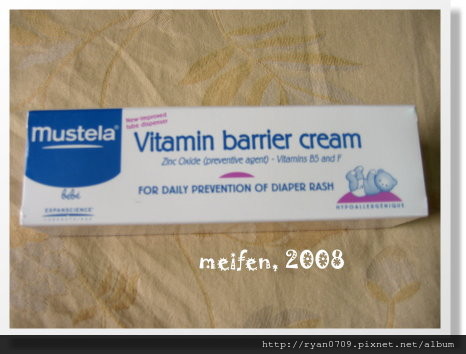 New-improved
tube dispenser
mustela®
Vitamin barrier cream
Zinc Oxide (preventive agent) - Vitamins B5 and F
FOR DAILY PREVENTION OF DIAPER RASH
bébé
EXPANSCIENCE
HYPOALLERGÉNIQUE
meifen, 2008
http://ryan0709.pixnet.net/album